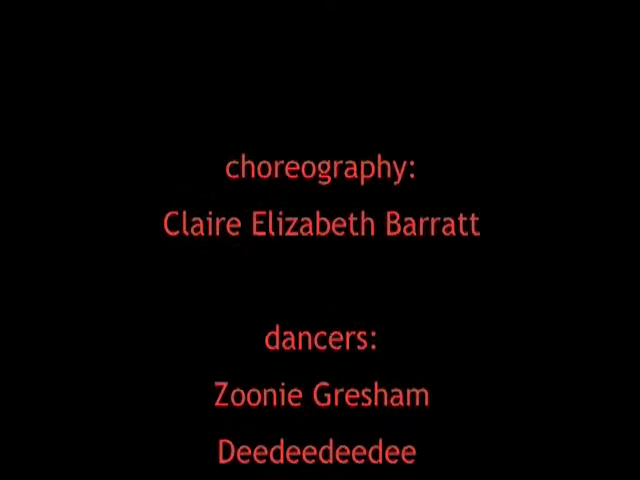 choreography:
Claire Elizabeth Barratt
dancers:
Zoonie Gresham
Deedeedeedee